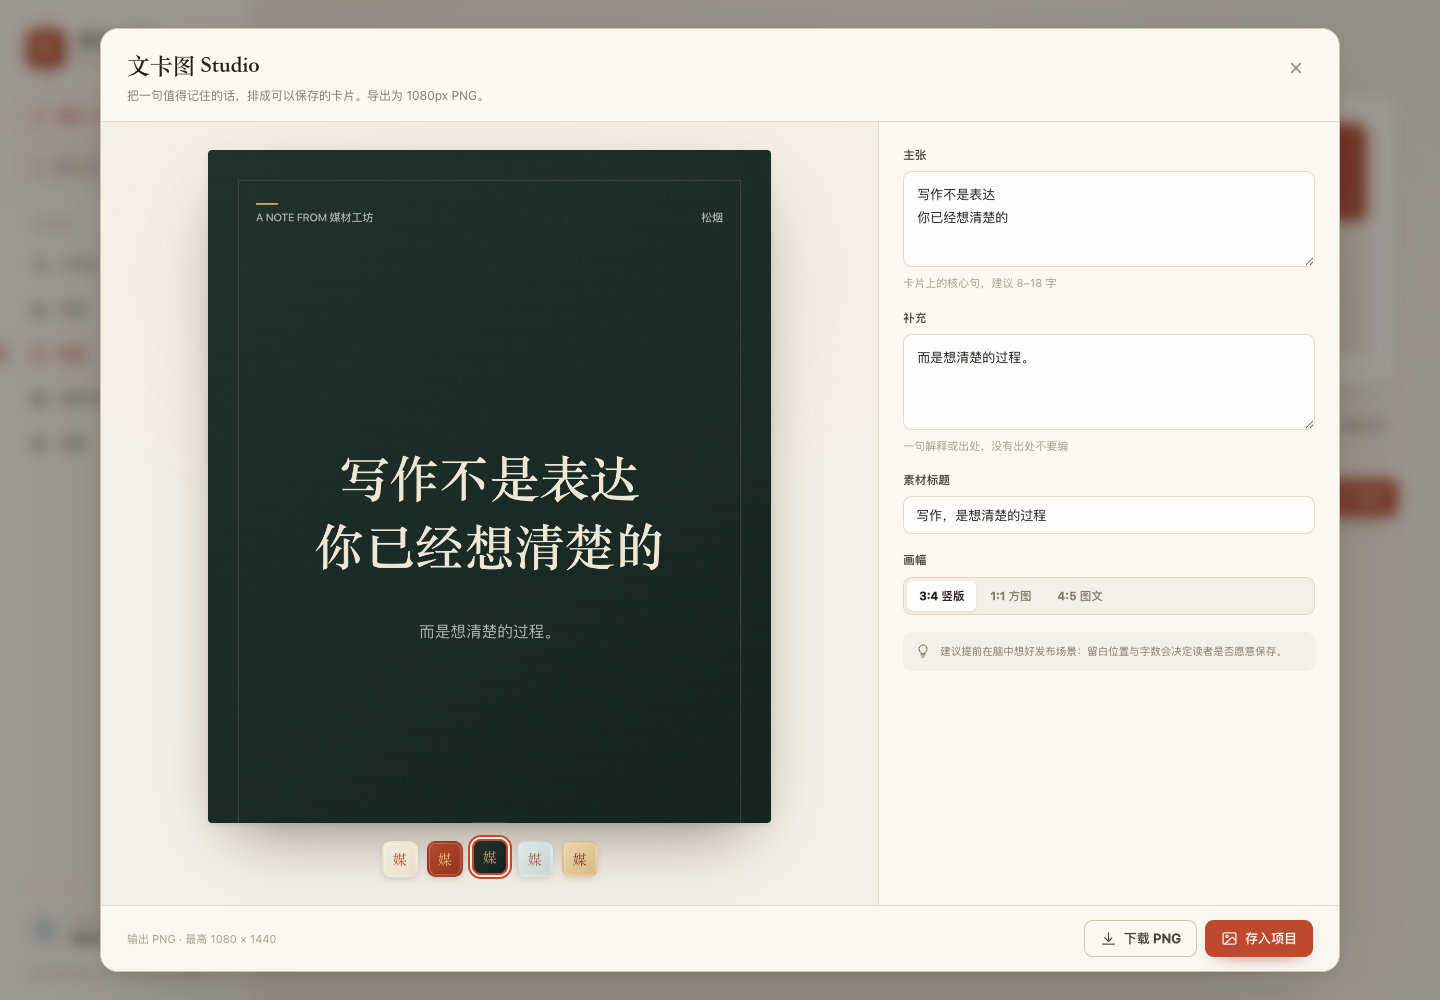 文卡图 Studio
把一句值得记住的话，排成可以保存的卡片。导出为 1080px PNG。
A NOTE FROM 媒材工坊
松烟
写作不是表达
你已经想清楚的
而是想清楚的过程。
媒
媒
媒
媒
媒
主张
写作不是表达
你已经想清楚的
卡片上的核心句，建议 8–18 字
补充
而是想清楚的过程。
一句解释或出处，没有出处不要编
素材标题
写作，是想清楚的过程
画幅
3:4 竖版
1:1 方图
4:5 图文
建议提前在脑中想好发布场景：留白位置与字数会决定读者是否愿意保存。
输出 PNG · 最高 1080 × 1440
下载 PNG
存入项目